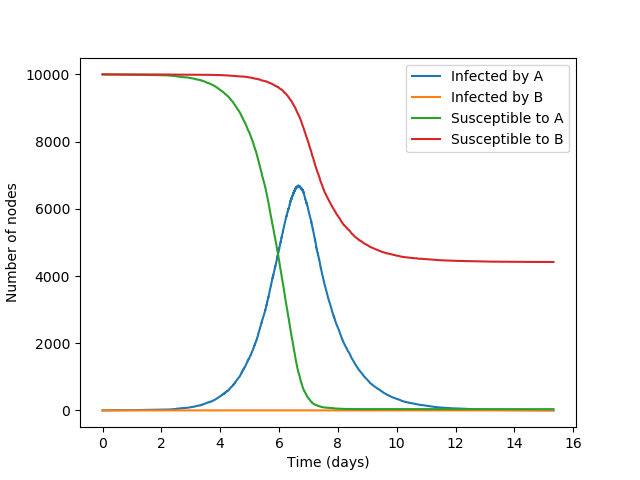 Infected by A
Infected by B
Susceptible to A
Susceptible to B
10000
8000
6000
4000
2000
0
Number of nodes
0 2 4 6 8 10 12 14 16
Time (days)